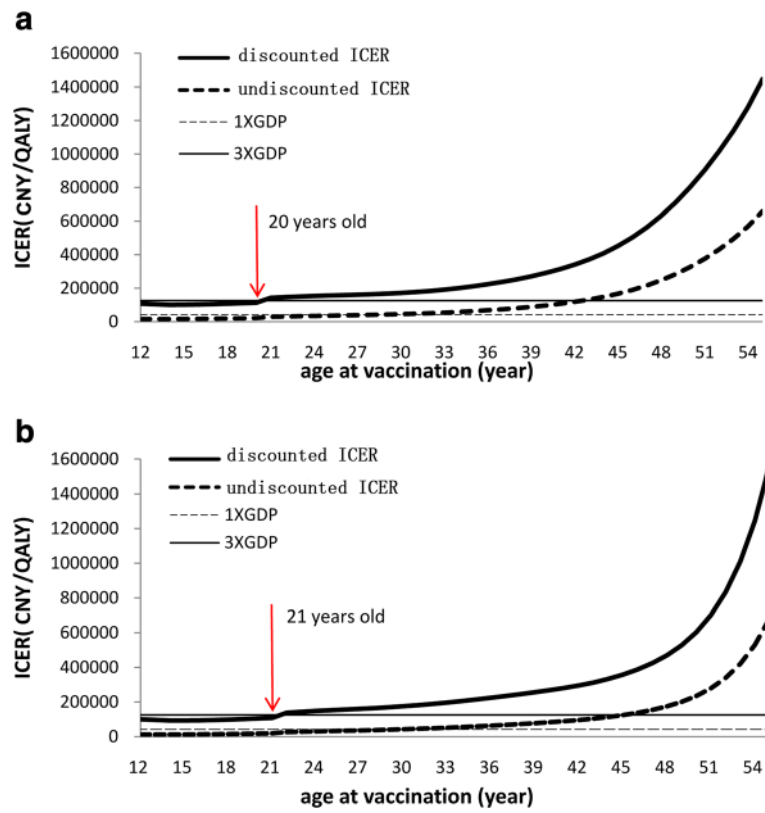 a
1600000
1400000
1200000
1000000
800000
600000
400000
200000
0
ICER( CNY/QALY)
discounted ICER
undiscounted ICER
1XGDP
3XGDP
20 years old
12 15 18 21 24 27 30 33 36 39 42 45 48 51 54
age at vaccination (year)
b
1600000
1400000
1200000
1000000
800000
600000
400000
200000
0
ICER( CNY/QALY)
discounted ICER
undiscounted ICER
1XGDP
3XGDP
21 years old
12 15 18 21 24 27 30 33 36 39 42 45 48 51 54
age at vaccination (year)